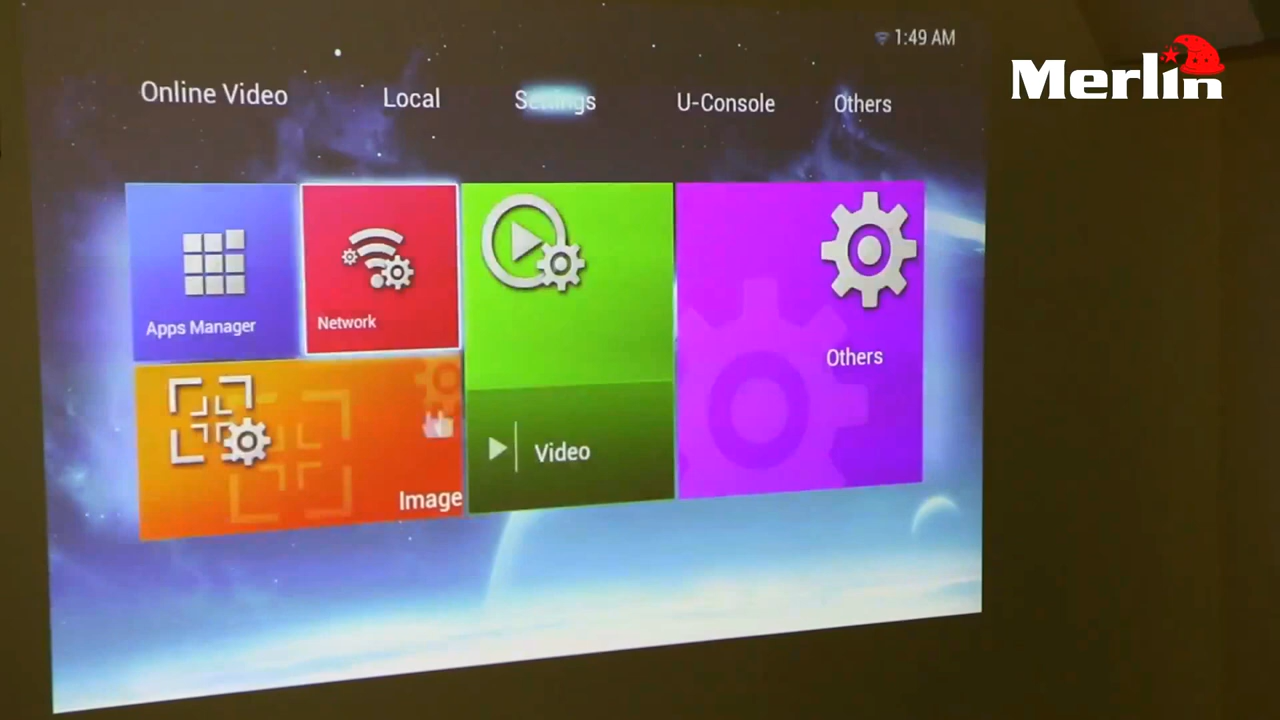 1:49 AM
Merlin
Online Video
Local
Settings
U-Console
Others
Apps Manager
Network
Image
Video
Others